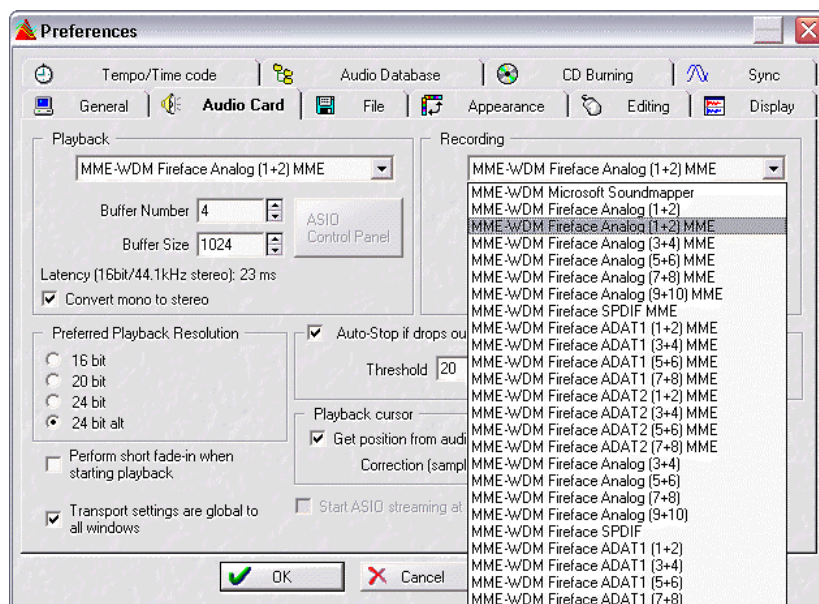 Preferences
Tempo/Time code
Audio Database
CD Burning
Sync
General
Audio Card
File
Appearance
Editing
Display
Playback
MME-WDM Fireface Analog (1+2) MME
Buffer Number 4
Buffer Size 1024
ASIO
Control Panel
Latency (16bit/44.1kHz stereo): 23 ms
Convert mono to stereo
Recording
MME-WDM Fireface Analog (1+2) MME
MME-WDM Microsoft Soundmapper
MME-WDM Fireface Analog (1+2)
MME-WDM Fireface Analog (1+2) MME
MME-WDM Fireface Analog (3+4) MME
MME-WDM Fireface Analog (5+6) MME
MME-WDM Fireface Analog (7+8) MME
MME-WDM Fireface Analog (9+10) MME
MME-WDM Fireface SPDIF MME
MME-WDM Fireface ADAT1 (1+2) MME
MME-WDM Fireface ADAT1 (3+4) MME
MME-WDM Fireface ADAT1 (5+6) MME
MME-WDM Fireface ADAT1 (7+8) MME
MME-WDM Fireface ADAT2 (1+2) MME
MME-WDM Fireface ADAT2 (3+4) MME
MME-WDM Fireface ADAT2 (5+6) MME
MME-WDM Fireface ADAT2 (7+8) MME
MME-WDM Fireface Analog (3+4)
MME-WDM Fireface Analog (5+6)
MME-WDM Fireface Analog (7+8)
MME-WDM Fireface Analog (9+10)
MME-WDM Fireface SPDIF
MME-WDM Fireface ADAT1 (1+2)
MME-WDM Fireface ADAT1 (3+4)
MME-WDM Fireface ADAT1 (5+6)
MME-WDM Fireface ADAT1 (7+8)
Preferred Playback Resolution
16 bit
20 bit
24 bit
24 bit alt
Auto-Stop if drops ou
Threshold 20
Playback cursor
Get position from audi
Correction (sampl
Perform short fade-in when
starting playback
Transport settings are global to
all windows
Start ASIO streaming at
OK
Cancel